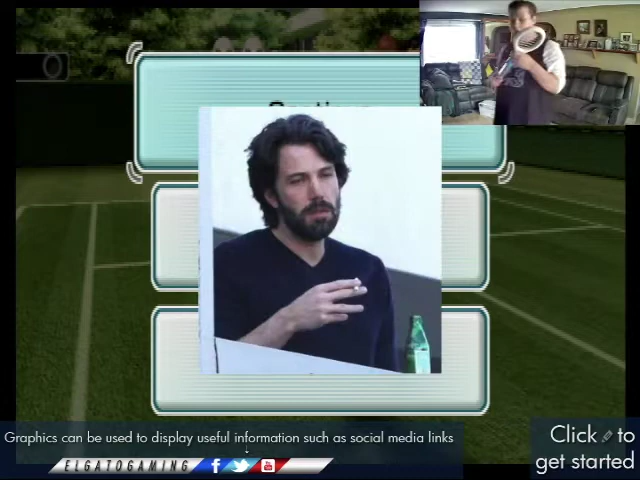 Graphics can be used to display useful information such as social media links
Click to
get started
ELGATOGAMING